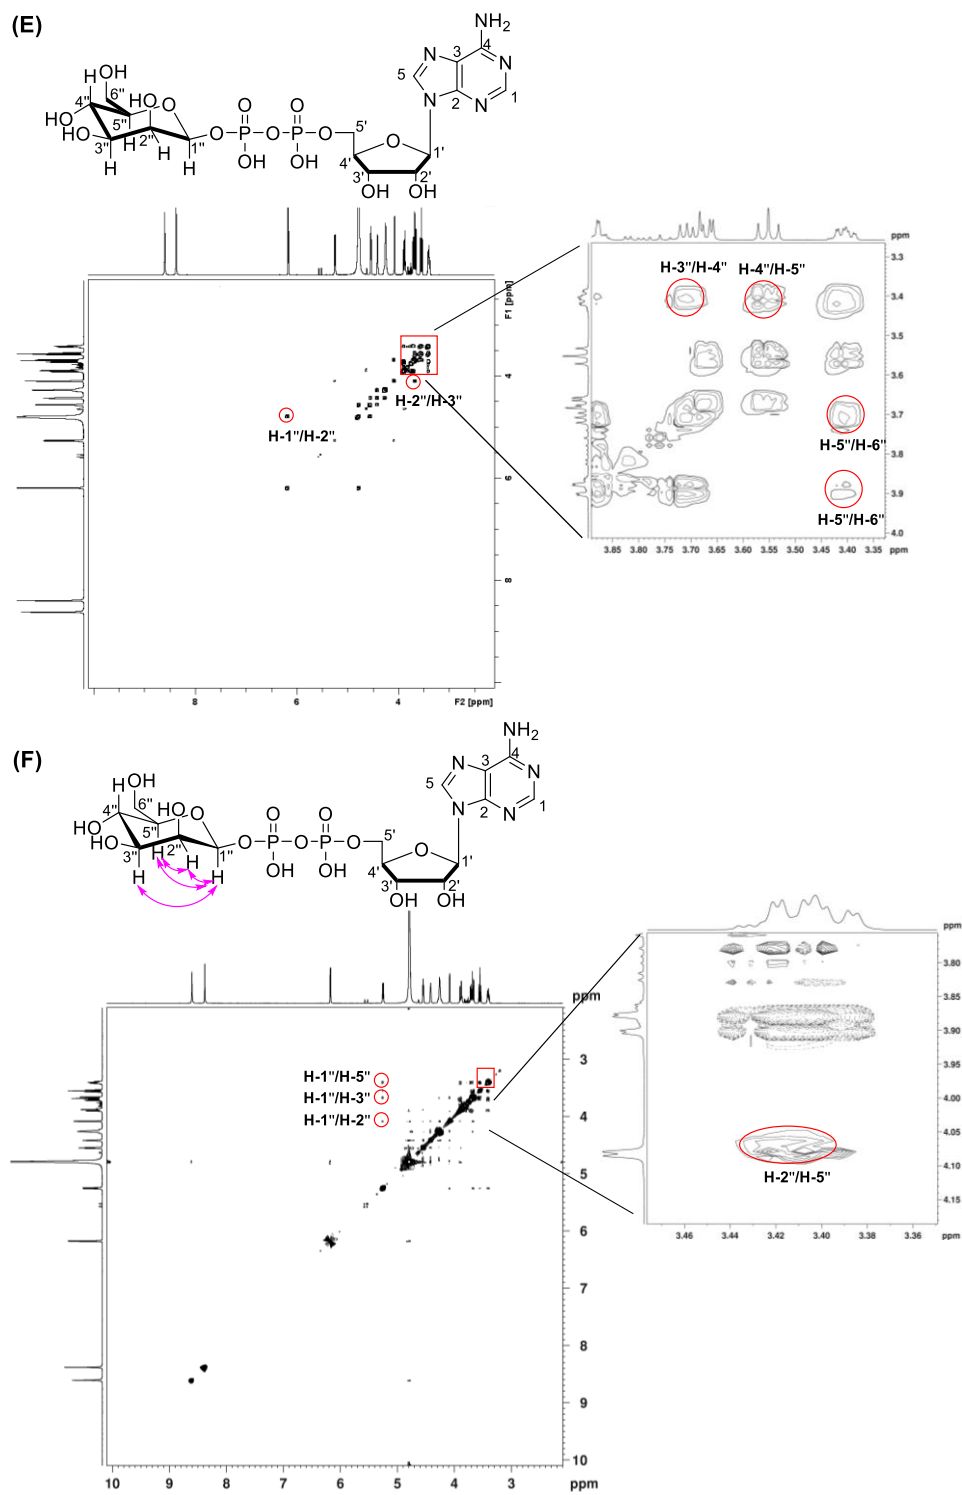 (E)
NH2
OH
H
6''
4''
OH
O
HO
5''
HO
H
2''
3''
H
1''
H
H
O
O
O
P
O
P
O
OH
OH
5'
O
4'
1'
3'
2'
OH
OH
N
3
4
N
5
N
2
N
1
H-3''/H-4''
H-4''/H-5''
H-5''/H-6''
H-5''/H-6''
ppm
3.3
3.4
3.5
3.6
3.7
3.8
3.9
4.0
3.85 3.80 3.75 3.70 3.65 3.60 3.55 3.50 3.45 3.40 3.35 ppm
F1 [ppm]
4
6
8
H-2''/H-3''
H-1''/H-2''
8 6 4 F2 [ppm]
(F)
NH2
OH
H
6''
4''
HO
O
HO
5''
HO
H
2''
3''
H
1''
H
H
O
O
O
P
O
P
O
OH
OH
5'
O
4'
1'
3'
2'
OH
OH
N
3
4
N
5
N
2
N
1
ppm
3
4
5
6
7
8
9
10
H-1''/H-5''
H-1''/H-3''
H-1''/H-2''
10 9 8 7 6 5 4 3 ppm
ppm
3.80
3.85
3.90
3.95
4.00
4.05
4.10
4.15
H-2''/H-5''
3.46 3.44 3.42 3.40 3.38 3.36 ppm